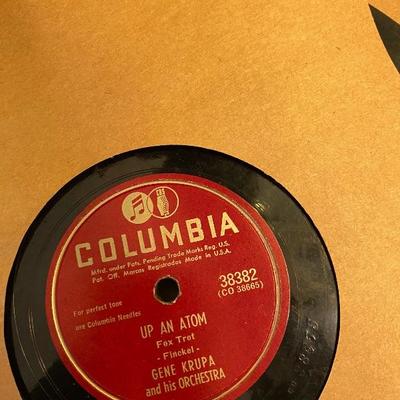 COLUMBIA
Mfrd. under Pats. Pending Trade Marks Reg. U.S.
Pat. Off. Marcas Registradas Made in U.S.A.
38382
(CO 38665)
For perfect tone
use Columbia Needles
UP AN ATOM
Fox Trot
- Finckel -
GENE KRUPA
and his ORCHESTRA